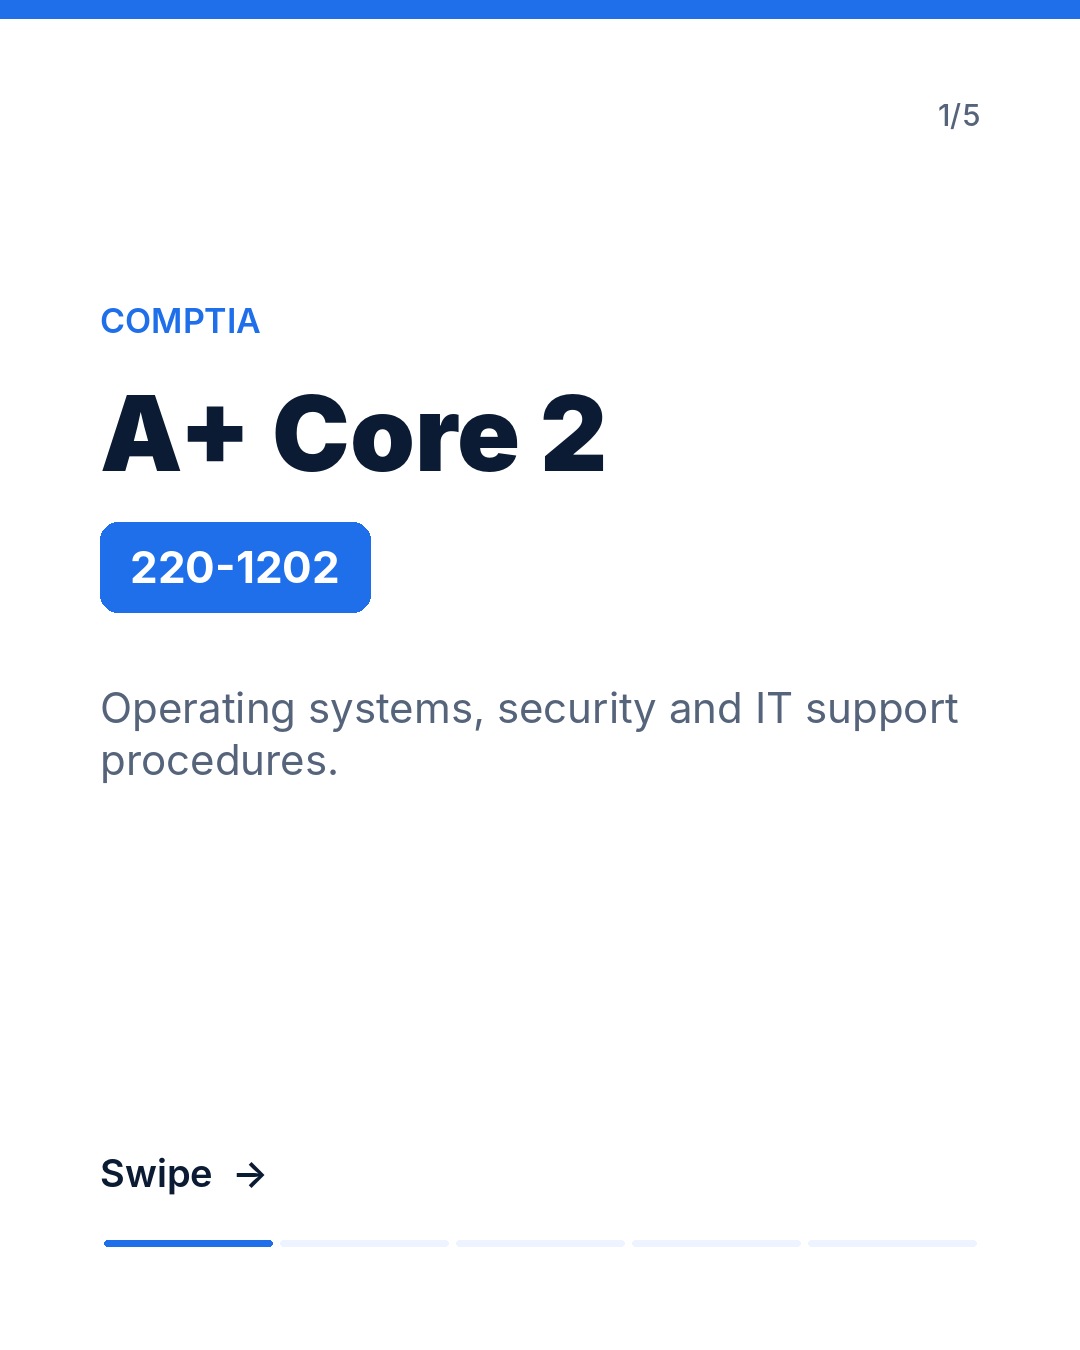 1/5
COMPTIA
A+ Core 2
220-1202
Operating systems, security and IT support
procedures.
Swipe →